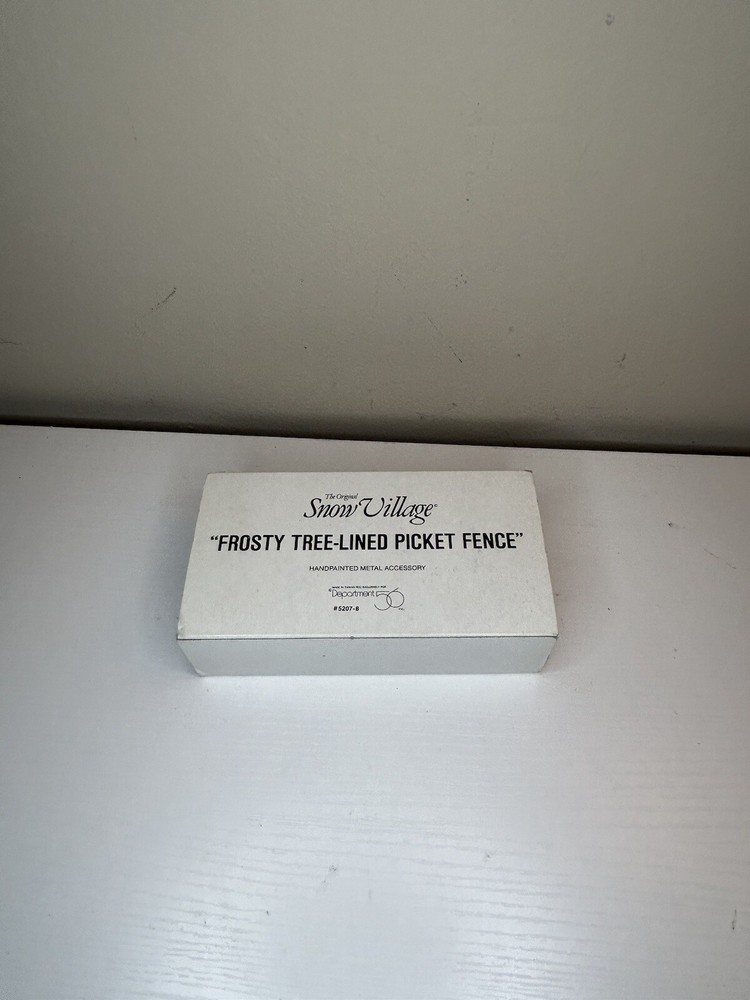 The Original
Snow Village®
“FROSTY TREE-LINED PICKET FENCE”
HANDPAINTED METAL ACCESSORY
Department 56
#5207-8